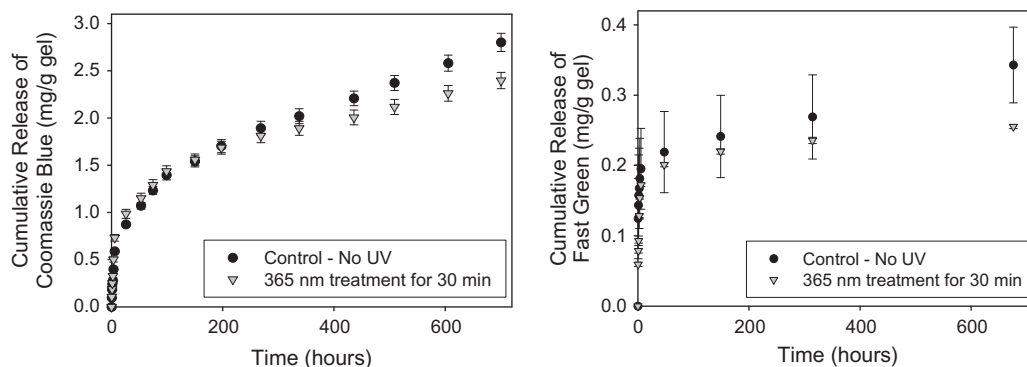 Cumulative Release of
Coomassie Blue (mg/g gel)
3.0
2.5
2.0
1.5
1.0
0.5
0.0
Control - No UV
365 nm treatment for 30 min
0
200
400
600
Time (hours)
Cumulative Release of
Fast Green (mg/g gel)
0.4
0.3
0.2
0.1
0.0
Control - No UV
365 nm treatment for 30 min
0
200
400
600
Time (hours)